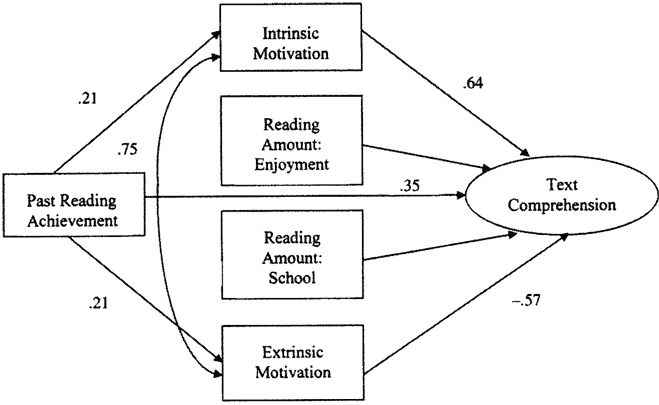 Intrinsic
Motivation
.21
.64
Reading
Amount:
Enjoyment
.75
Past Reading
Achievement
.35
Text
Comprehension
Reading
Amount:
School
.21
–.57
Extrinsic
Motivation